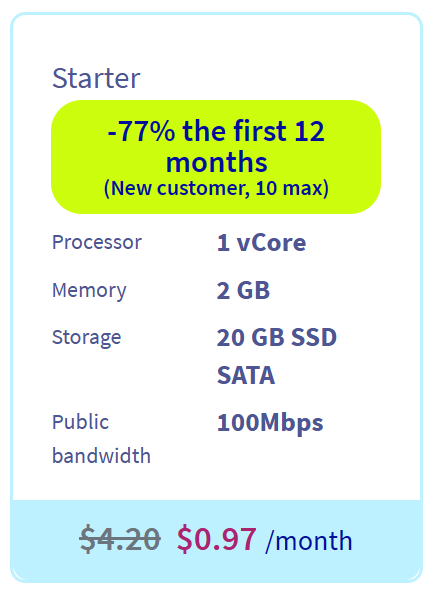 Starter
-77% the first 12
months
(New customer, 10 max)
Processor 1 vCore
Memory 2 GB
Storage 20 GB SSD
SATA
Public 100Mbps
bandwidth
$4.20 $0.97 /month